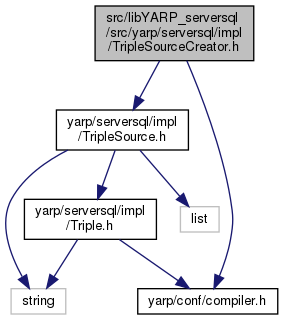 src/libYARP_serversql
/src/yarp/serversql/impl
/TripleSourceCreator.h
yarp/serversql/impl
/TripleSource.h
yarp/serversql/impl
/Triple.h
list
string
yarp/conf/compiler.h